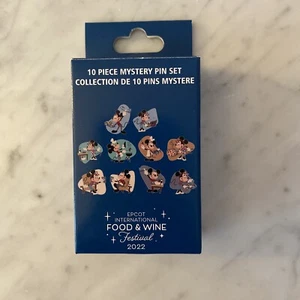 10 PIECE MYSTERY PIN SET
COLLECTION DE 10 PINS MYSTERE
EPCOT
INTERNATIONAL
FOOD & WINE
Festival
2022